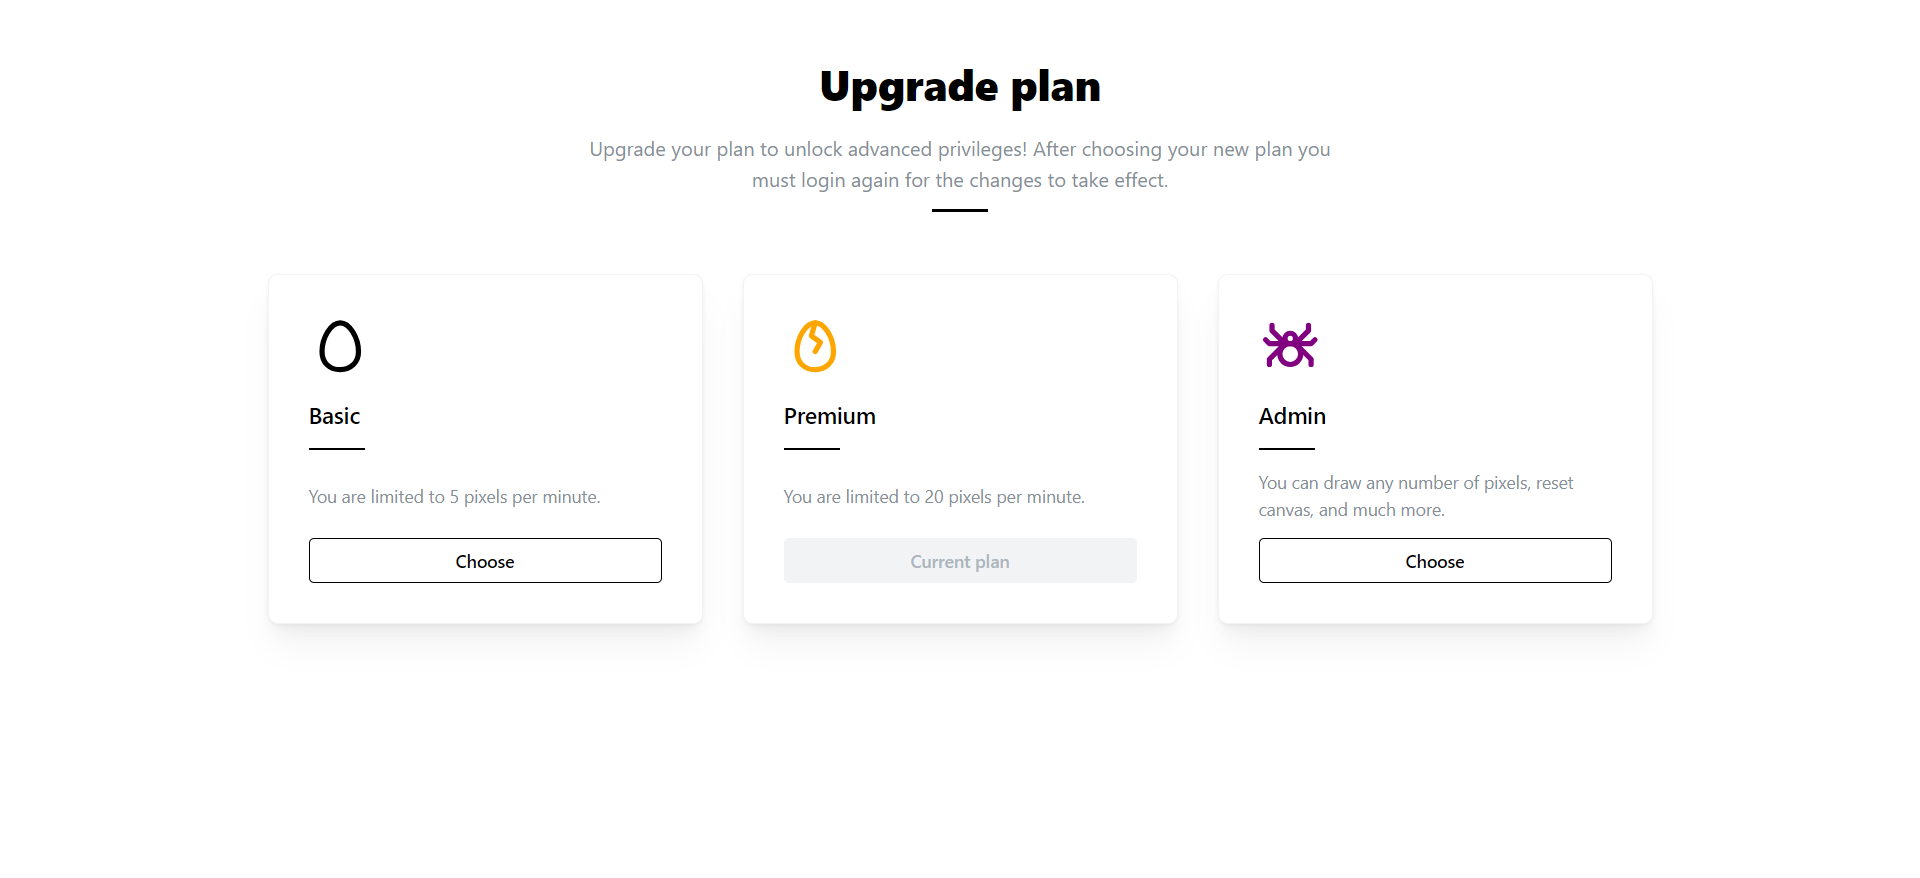 Upgrade plan
Upgrade your plan to unlock advanced privileges! After choosing your new plan you
must login again for the changes to take effect.
Basic
You are limited to 5 pixels per minute.
Choose
Premium
You are limited to 20 pixels per minute.
Current plan
Admin
You can draw any number of pixels, reset
canvas, and much more.
Choose